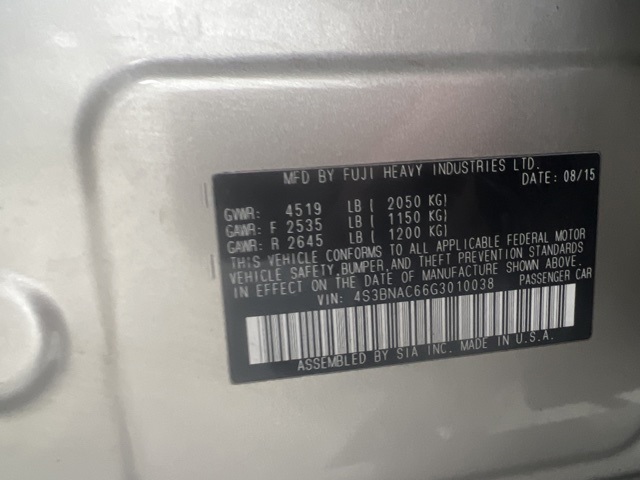 MFD BY FUJI HEAVY INDUSTRIES LTD.
DATE: 08/15
GVWR: 4519 LB ( 2050 KG)
GAWR: F 2535 LB ( 1150 KG)
GAWR: R 2645 LB ( 1200 KG)
THIS VEHICLE CONFORMS TO ALL APPLICABLE FEDERAL MOTOR
VEHICLE SAFETY,BUMPER,AND THEFT PREVENTION STANDARDS
IN EFFECT ON THE DATE OF MANUFACTURE SHOWN ABOVE.
VIN: 4S3BNAC66G3010038 PASSENGER CAR
ASSEMBLED BY SIA INC. MADE IN U.S.A.